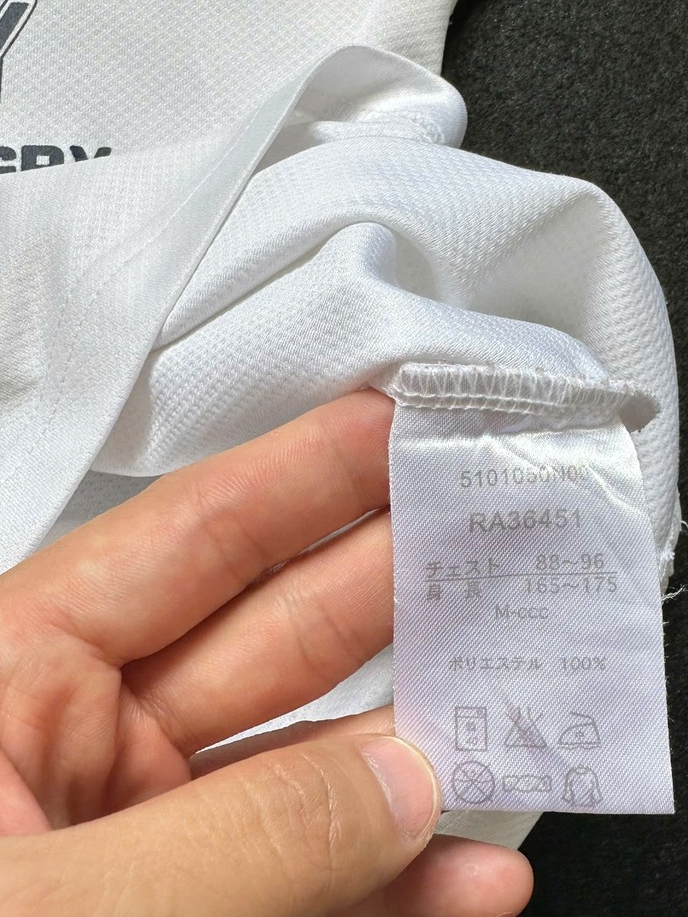 5101050N00
RA36451
チェスト 88～96
身 長 165～175
M-ccc
ポリエステル 100%